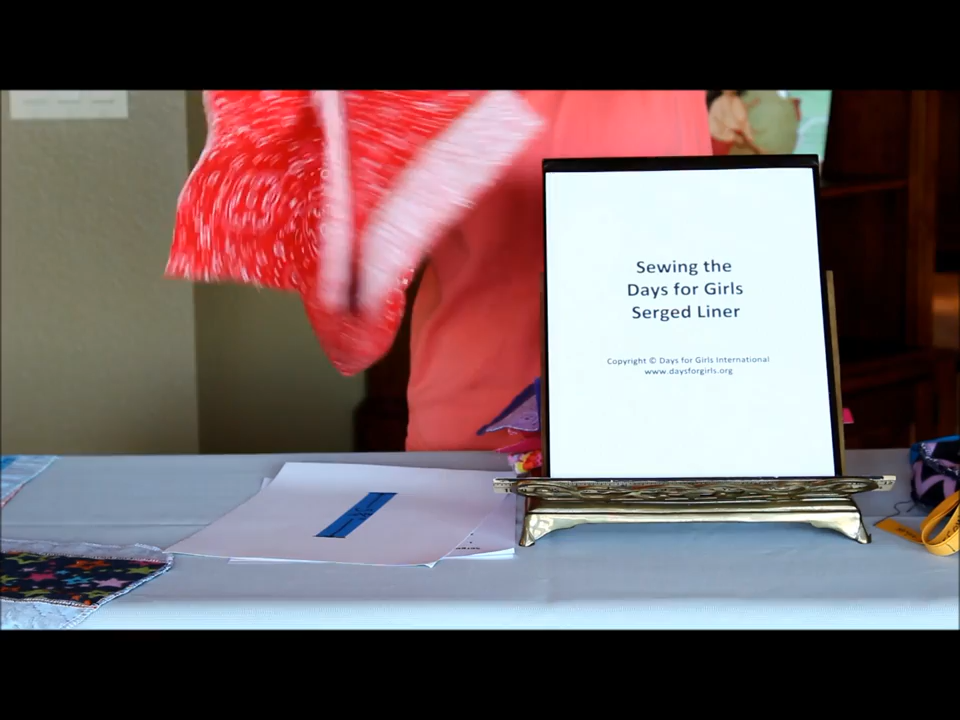 Sewing the
Days for Girls
Serged Liner
Copyright © Days for Girls International
www.daysforgirls.org